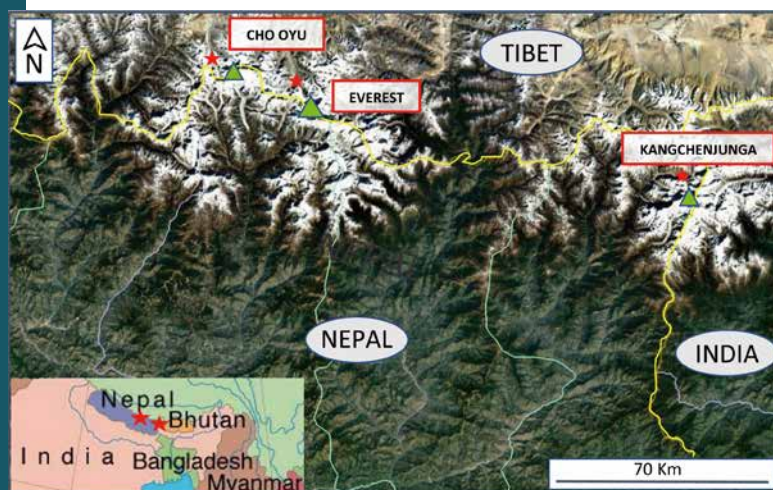 CHO OYU
TIBET
N
EVEREST
KANGCHENJUNGA
NEPAL
INDIA
Nepal
Bhutan
India
Bangladesh
Myanmar
70 Km